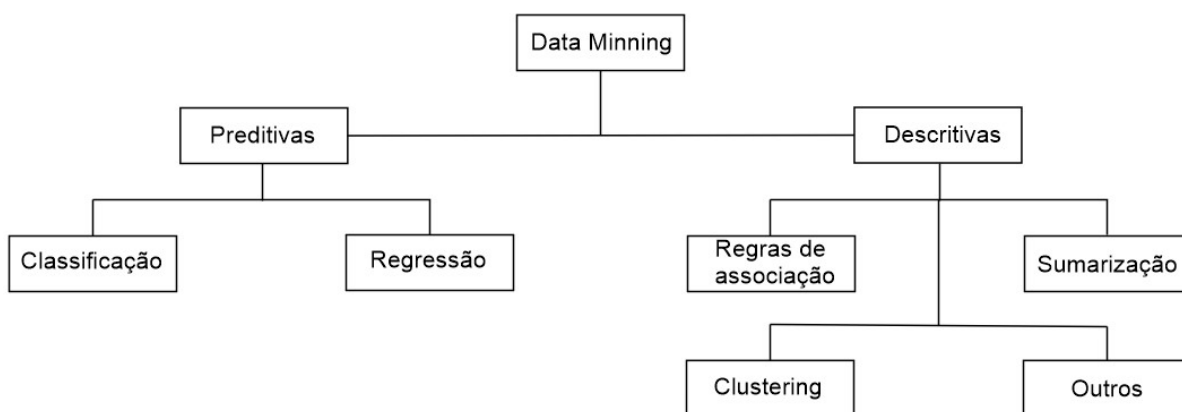 Data Minning
Preditivas
Descritivas
Classificação
Regressão
Regras de
associação
Sumarização
Clustering
Outros